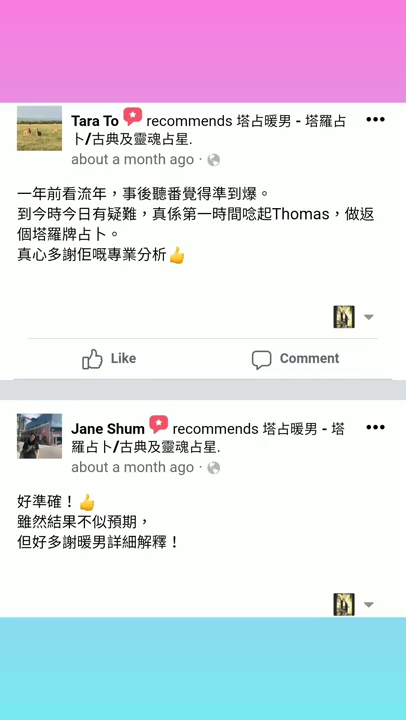 Tara To recommends 塔占暖男 - 塔羅占
卜/古典及靈魂占星.
about a month ago ·
一年前看流年，事後聽番覺得準到爆。
到今時今日有疑難，真係第一時間唸起Thomas，做返
個塔羅牌占卜。
真心多謝佢嘅專業分析👍
Like
Comment
Jane Shum recommends 塔占暖男 - 塔
羅占卜/古典及靈魂占星.
about a month ago ·
好準確！👍
雖然結果不似預期，
但好多謝暖男詳細解釋！